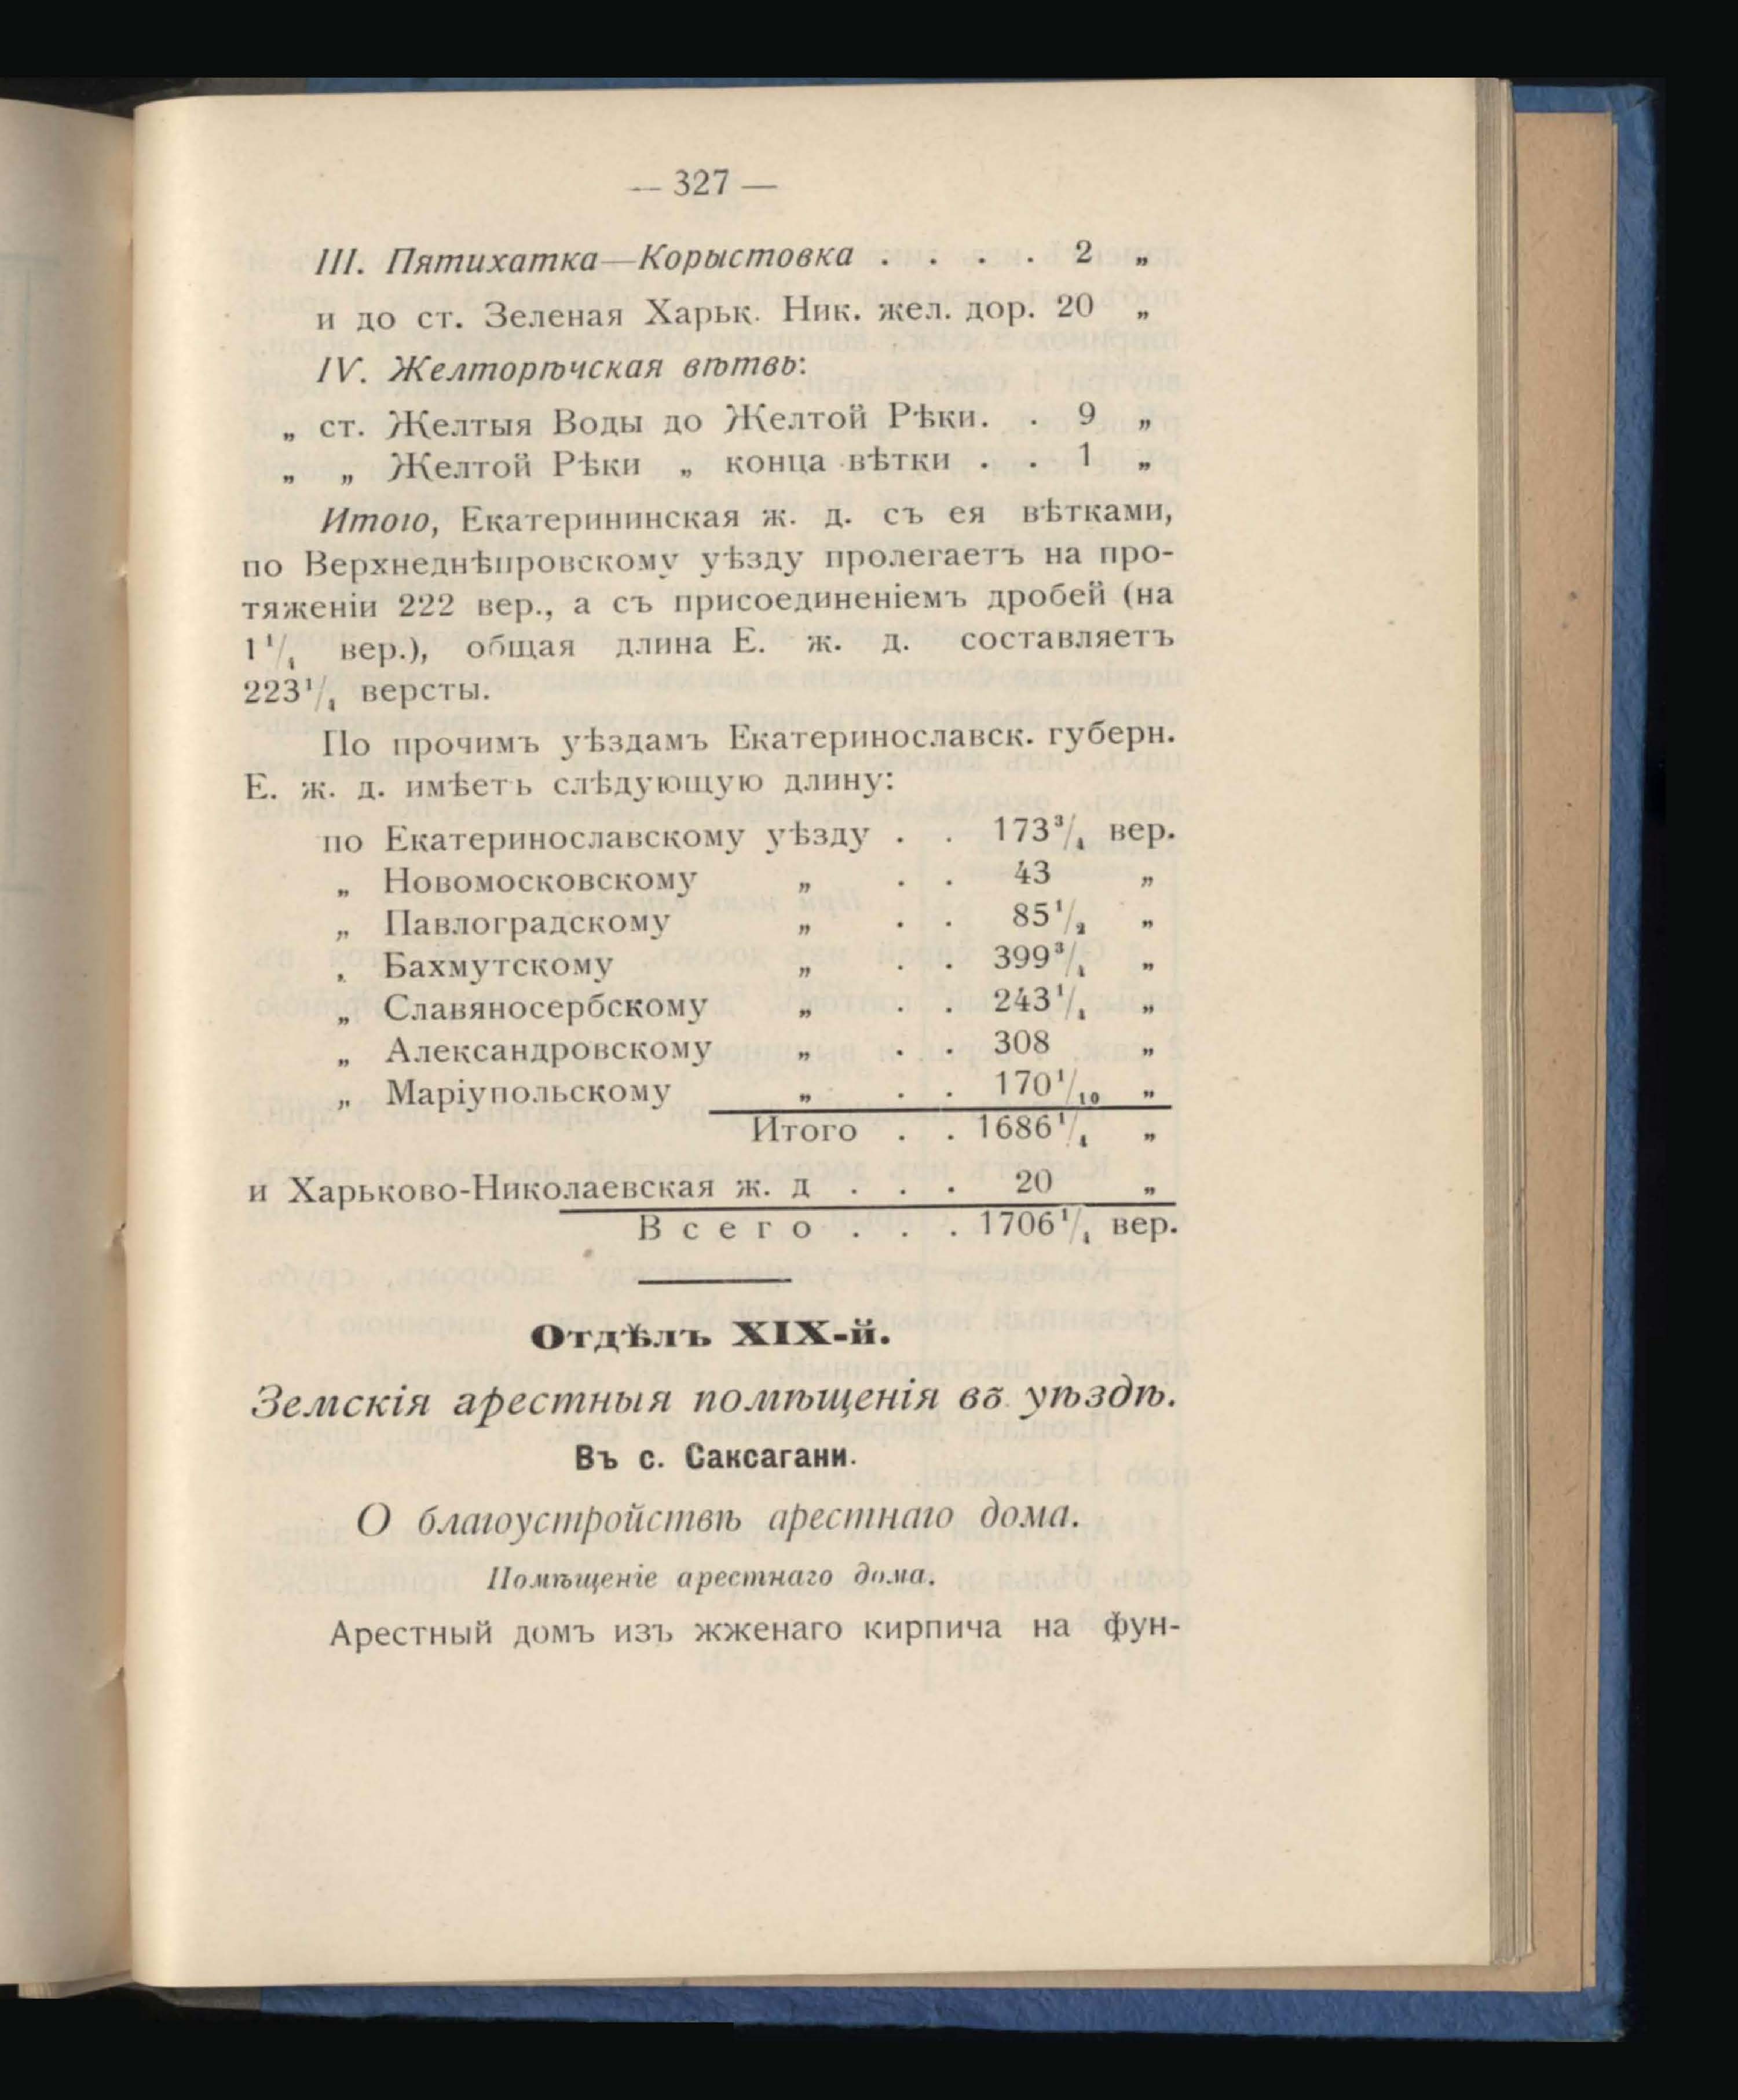 — 327 —
III. Пятихатка—Корыстовка . . . . 2 „
и до ст. Зеленая Харьк. Ник. жел. дор. 20 „
IV. Желторѣчская вѣтвь:
„ ст. Желтыя Воды до Желтой Рѣки. . 9 „
„ „ Желтой Рѣки „ конца вѣтки . . 1 „
Итого, Екатерининская ж. д. съ ея вѣтками,
по Верхнеднѣпровскому уѣзду пролегаетъ на про-
тяженіи 222 вер., а съ присоединеніемъ дробей (на
1¹/₄ вер.), общая длина Е. ж. д. составляетъ
223¹/₄ версты.
По прочимъ уѣздамъ Екатеринославск. губерн.
Е. ж. д. имѣетъ слѣдующую длину:
по Екатеринославскому уѣзду . . 173³/₄ вер.
„ Новомосковскому „ . . 43 „
„ Павлоградскому „ . . 85¹/₂ „
„ Бахмутскому „ . . 399³/₄ „
„ Славяносербскому „ . . 243¹/₄ „
„ Александровскому „ . . 308 „
„ Маріупольскому „ . . 170¹/₁₀ „
Итого . . 1686¹/₄ „
и Харьково-Николаевская ж. д . . . 20 „
Всего . . . 1706¹/₄ вер.
Отдѣлъ XIX-й.
Земскія арестныя помѣщенія въ уѣздѣ.
Въ с. Саксагани.
О благоустройствѣ арестнаго дома.
Помѣщеніе арестнаго дома.
Арестный домъ изъ жженаго кирпича на фун-